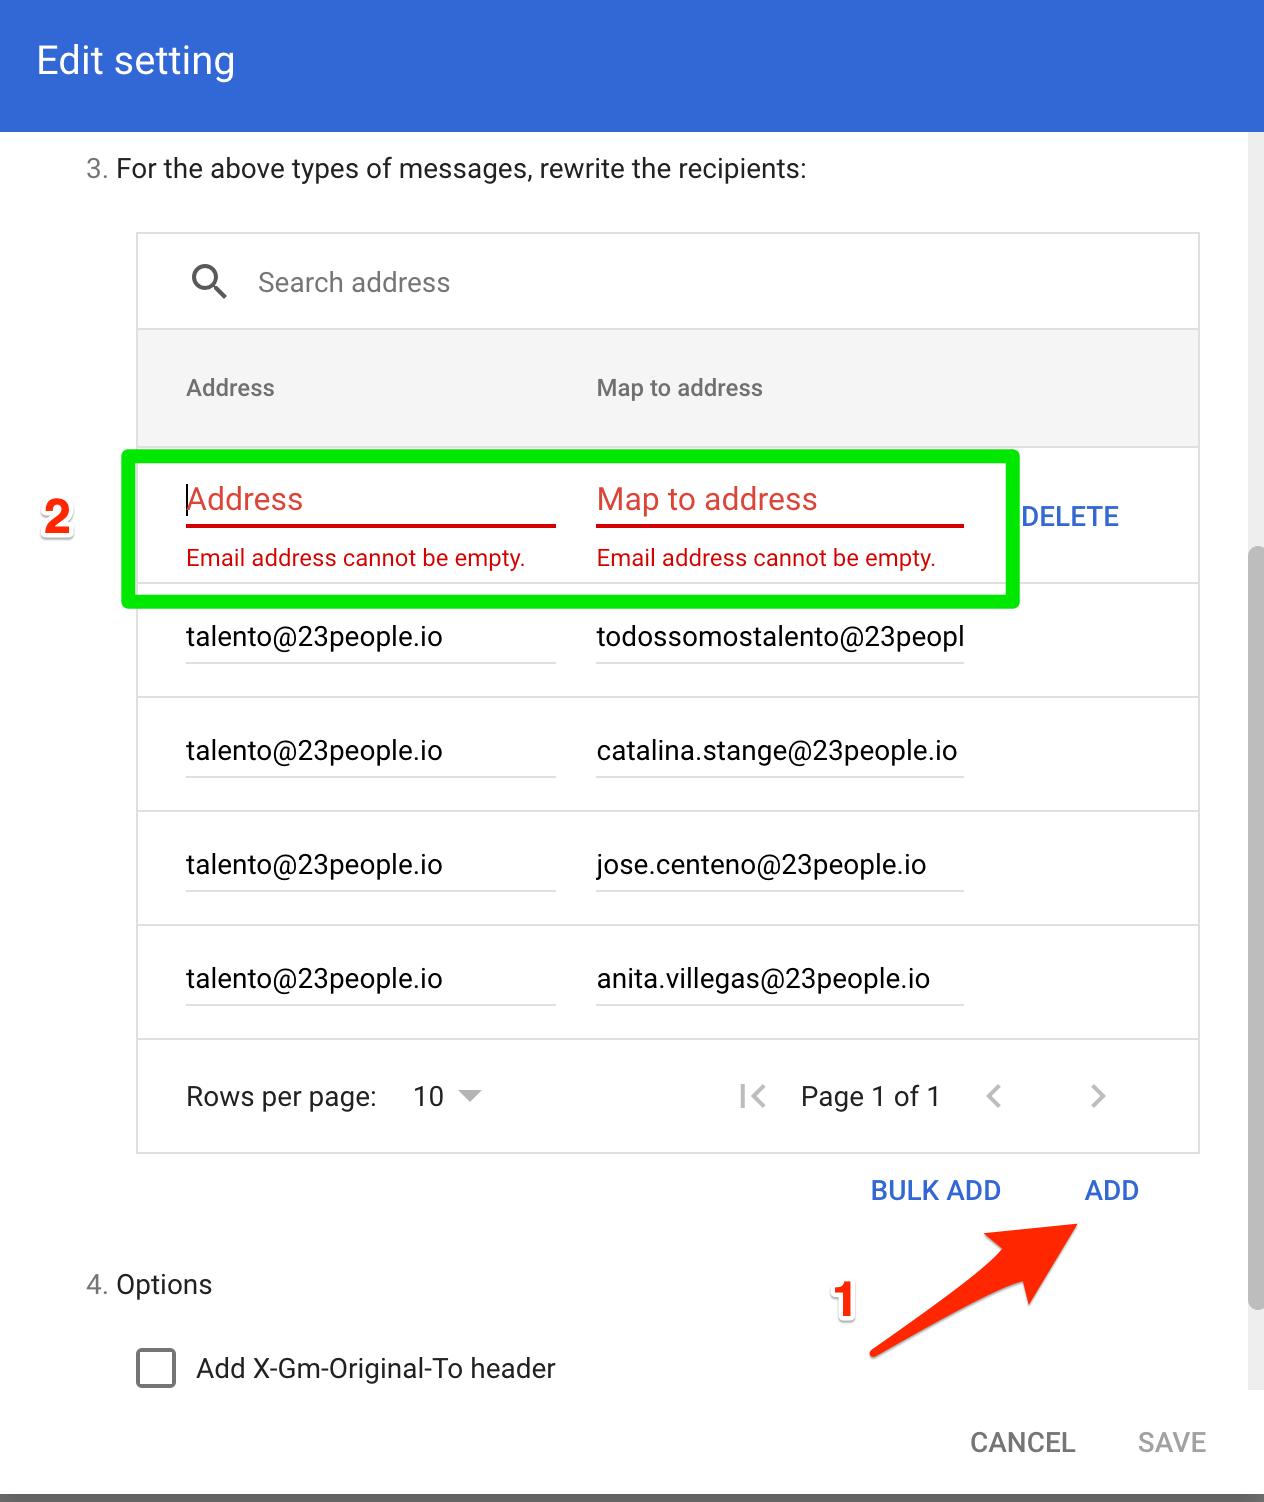 Edit setting
3. For the above types of messages, rewrite the recipients:
Search address
Address Map to address
Address Map to address
2 DELETE
Email address cannot be empty. Email address cannot be empty.
talento@23people.io todossomostalento@23peopl
talento@23people.io catalina.stange@23people.io
talento@23people.io jose.centeno@23people.io
talento@23people.io anita.villegas@23people.io
Rows per page: 10 Page 1 of 1
BULK ADD ADD
4. Options
1
Add X-Gm-Original-To header
CANCEL SAVE